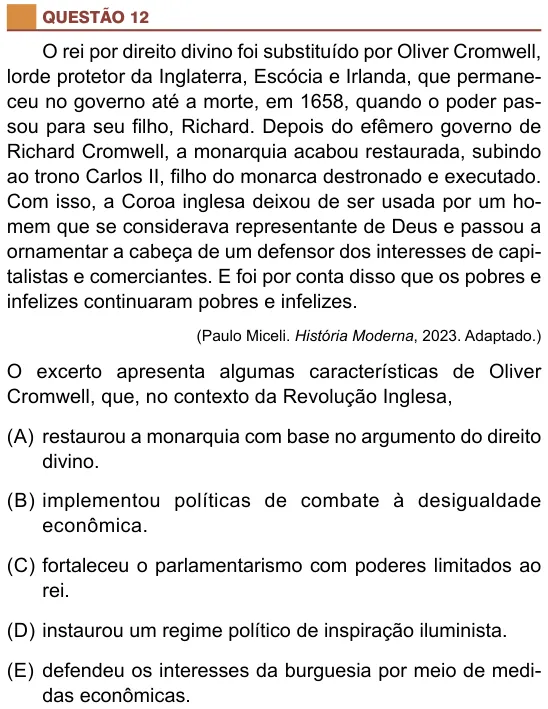 QUESTÃO 12
O rei por direito divino foi substituído por Oliver Cromwell,
lorde protetor da Inglaterra, Escócia e Irlanda, que permane-
ceu no governo até a morte, em 1658, quando o poder pas-
sou para seu filho, Richard. Depois do efêmero governo de
Richard Cromwell, a monarquia acabou restaurada, subindo
ao trono Carlos II, filho do monarca destronado e executado.
Com isso, a Coroa inglesa deixou de ser usada por um ho-
mem que se considerava representante de Deus e passou a
ornamentar a cabeça de um defensor dos interesses de capi-
talistas e comerciantes. E foi por conta disso que os pobres e
infelizes continuaram pobres e infelizes.
(Paulo Miceli. História Moderna, 2023. Adaptado.)
O excerto apresenta algumas características de Oliver
Cromwell, que, no contexto da Revolução Inglesa,
(A) restaurou a monarquia com base no argumento do direito
divino.
(B) implementou políticas de combate à desigualdade
econômica.
(C) fortaleceu o parlamentarismo com poderes limitados ao
rei.
(D) instaurou um regime político de inspiração iluminista.
(E) defendeu os interesses da burguesia por meio de medi-
das econômicas.